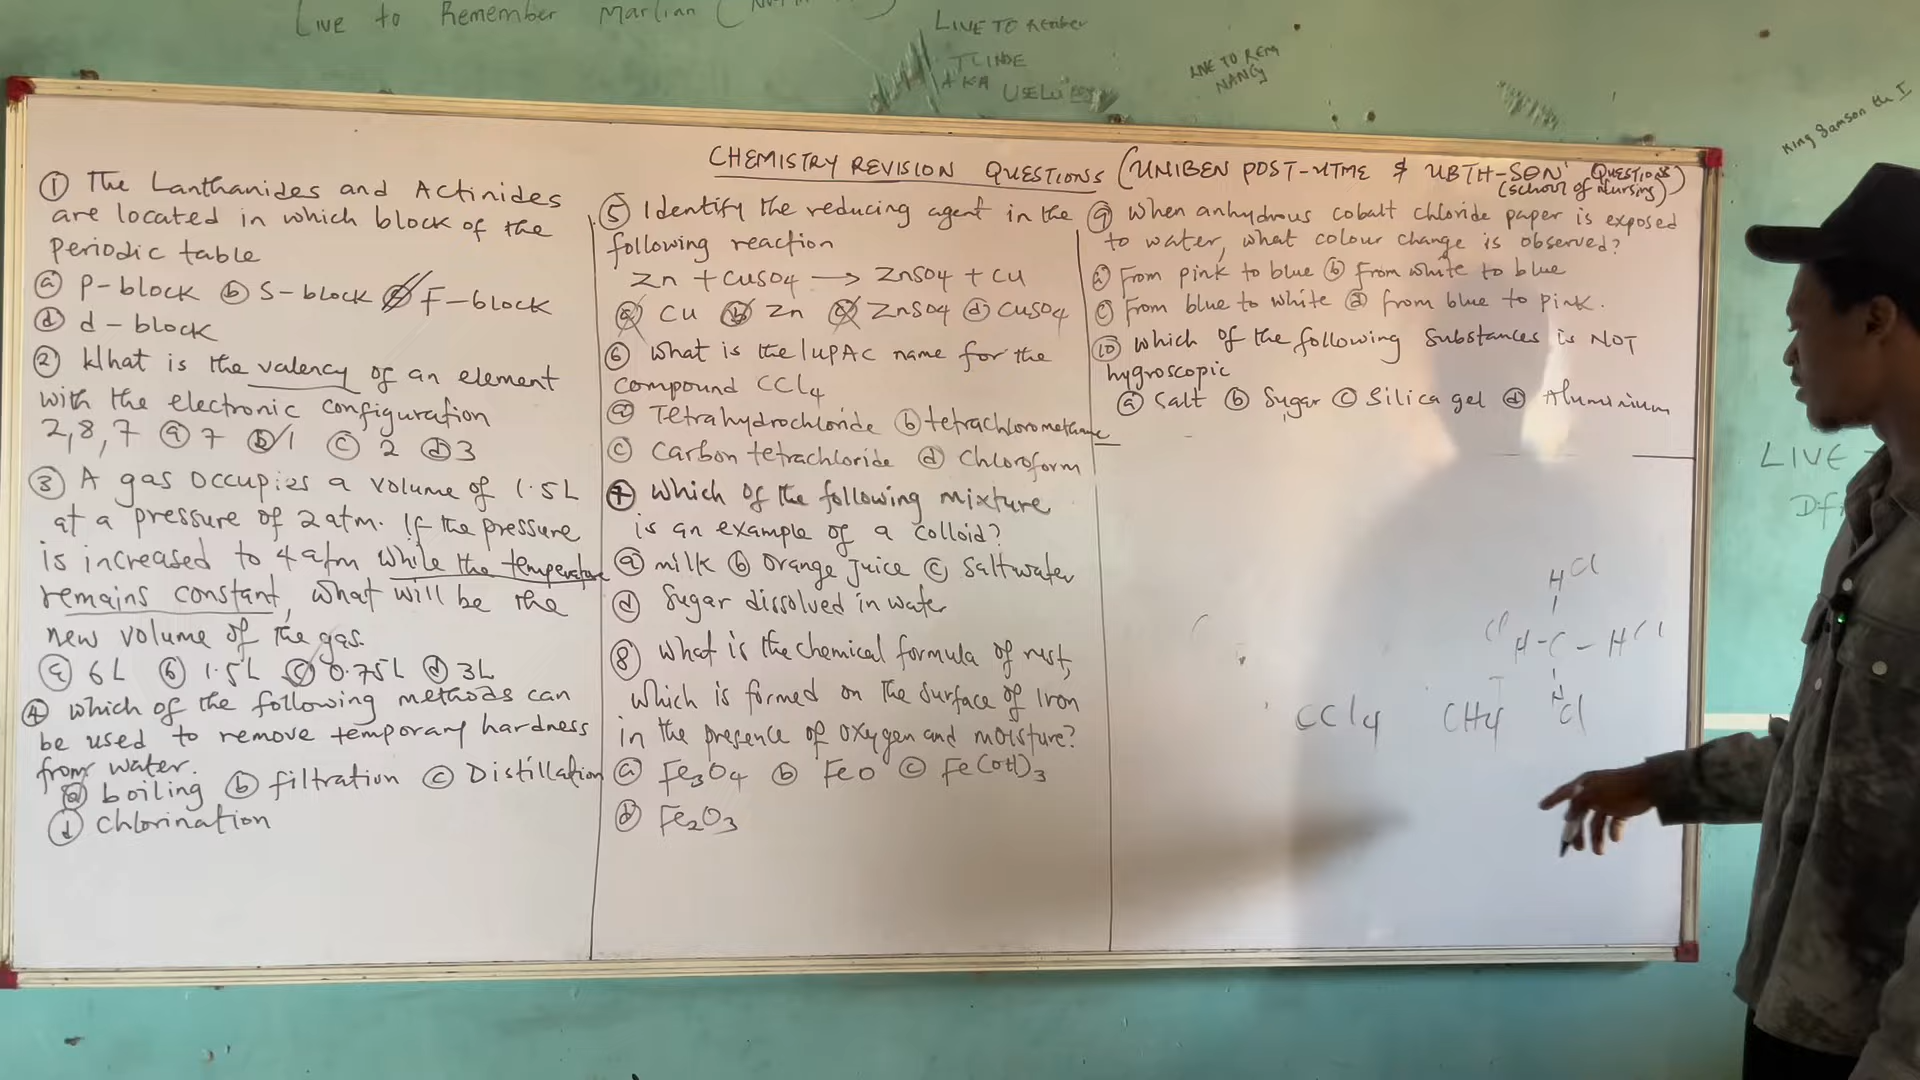 LIVE to Remember Marlian
LIVE TO
TLINDE
AKA
LIVE TO REM
NANCY
King Samson the I
LIVE
CHEMISTRY REVISION QUESTIONS (UNIBEN POST-UTME & UBTH-SON QUESTIONS)
(School of Nursing)
① The Lanthanides and Actinides
are located in which block of the
periodic table
ⓐ P-block ⓑ S-block ⓒ F-block
ⓓ d-block
② What is the valency of an element
with the electronic configuration
2,8,7 ⓐ 7 ⓑ 1 ⓒ 2 ⓓ 3
③ A gas occupies a volume of 1.5L
at a pressure of 2atm. If the pressure
is increased to 4atm while the temperature
remains constant, what will be the
new volume of the gas.
ⓐ 6L ⓑ 1.5L ⓒ 0.75L ⓓ 3L
④ which of the following methods can
be used to remove temporary hardness
from water.
ⓐ boiling ⓑ filtration ⓒ Distillation
ⓓ Chlorination
⑤ Identify the reducing agent in the
following reaction
Zn + CuSO4 → ZnSO4 + Cu
ⓐ Cu ⓑ Zn ⓒ ZnSO4 ⓓ CuSO4
⑥ What is the IUPAC name for the
compound CCl4
ⓐ Tetrahydrochloride ⓑ tetrachloromethane
ⓒ Carbon tetrachloride ⓓ Chloroform
⑦ Which of the following mixture
is an example of a colloid?
ⓐ milk ⓑ Orange Juice ⓒ Saltwater
ⓓ Sugar dissolved in water
⑧ What is the chemical formula of rust,
which is formed on the surface of Iron
in the presence of oxygen and moisture?
ⓐ Fe3O4 ⓑ FeO ⓒ Fe(OH)3
ⓓ Fe2O3
⑨ When anhydrous cobalt chloride paper is exposed
to water, what colour change is observed?
ⓐ From pink to blue ⓑ from white to blue
ⓒ From blue to white ⓓ from blue to pink.
⑩ Which of the following Substances is NOT
hygroscopic
ⓐ Salt ⓑ Sugar ⓒ Silica gel ⓓ Aluminium
H Cl
Cl H-C-H Cl
H
Cl
CCl4 CH4